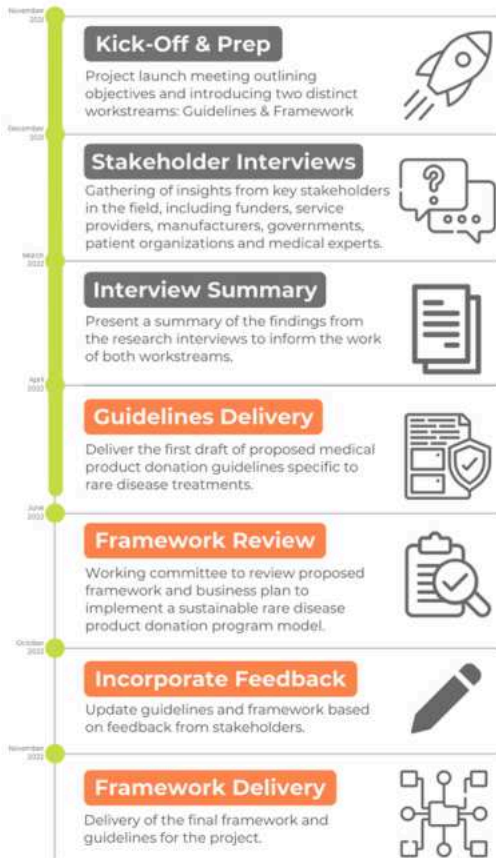 November
Kick-Off & Prep
Project launch meeting outlining
objectives and introducing two distinct
workstreams: Guidelines & Framework
December
Stakeholder Interviews
Gathering of insights from key stakeholders
in the field, including funders, service
providers, manufacturers, governments,
patient organizations and medical experts.
March
2022
Interview Summary
Present a summary of the findings from
the research interviews to inform the work
of both workstreams.
April
2022
Guidelines Delivery
Deliver the first draft of proposed medical
product donation guidelines specific to
rare disease treatments.
June
2022
Framework Review
Working committee to review proposed
framework and business plan to
implement a sustainable rare disease
product donation program model.
October
2022
Incorporate Feedback
Update guidelines and framework based
on feedback from stakeholders.
November
2022
Framework Delivery
Delivery of the final framework and
guidelines for the project.